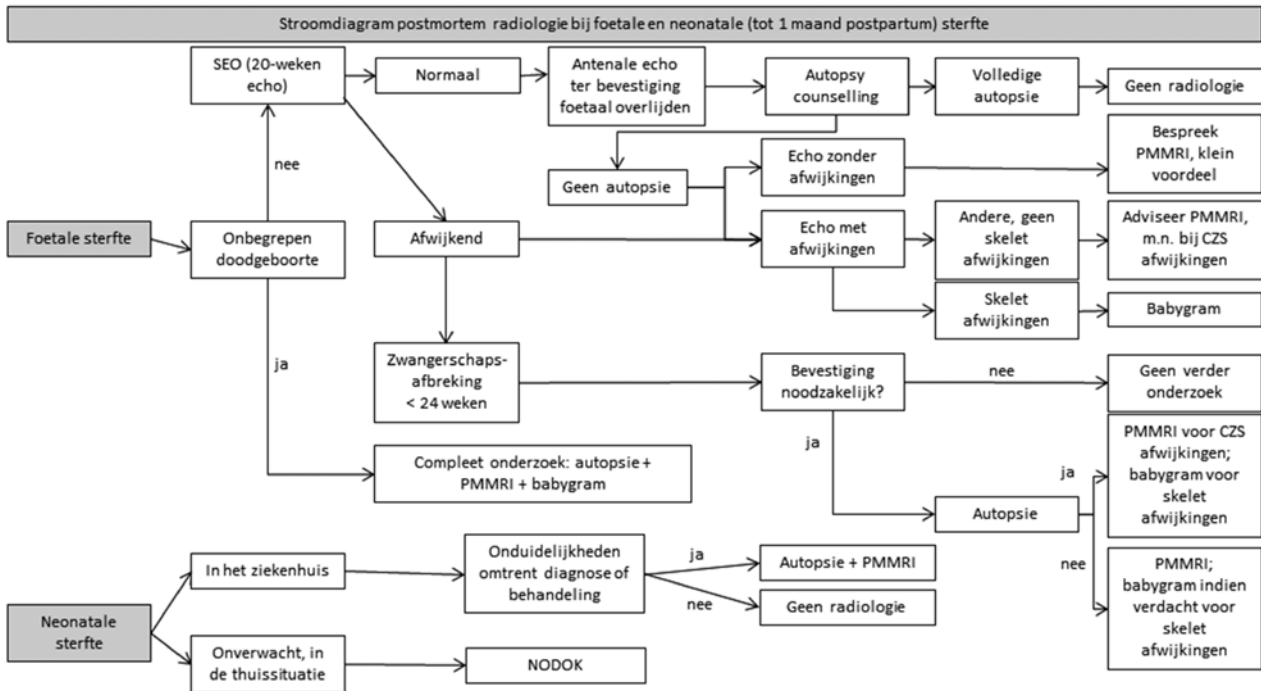 Stroomdiagram postmortem radiologie bij foetale en neonatale (tot 1 maand postpartum) sterfte
SEO (20-weken
echo)
Normaal
Antenale echo
ter bevestiging
foetaal overlijden
Autopsy
counselling
Volledige
autopsie
Geen radiologie
nee
Geen autopsie
Echo zonder
afwijkingen
Bespreek
PMMRI, klein
voordeel
Foetale sterfte
Onbegrepen
doodgeboorte
Afwijkend
Echo met
afwijkingen
Andere, geen
skelet
afwijkingen
Adviseer PMMRI,
m.n. bij CZS
afwijkingen
Skelet
afwijkingen
Babygram
ja
Zwangerschaps-
afbreking
< 24 weken
Bevestiging
noodzakelijk?
nee
Geen verder
onderzoek
ja
Compleet onderzoek: autopsie +
PMMRI + babygram
Autopsie
ja
PMMRI voor CZS
afwijkingen;
babygram voor
skelet
afwijkingen
nee
PMMRI;
babygram indien
verdacht voor
skelet
afwijkingen
Neonatale
sterfte
In het ziekenhuis
Onduidelijkheden
omtrent diagnose of
behandeling
ja
Autopsie + PMMRI
nee
Geen radiologie
Onverwacht, in
de thuissituatie
NODOK